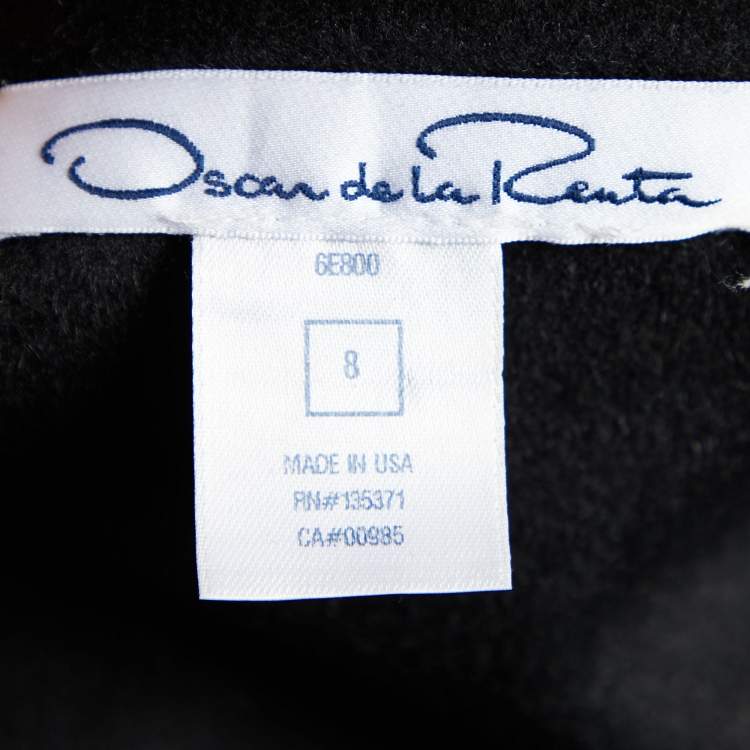 Oscar de la Renta
6E800
8
MADE IN USA
RN#135371
CA#00985